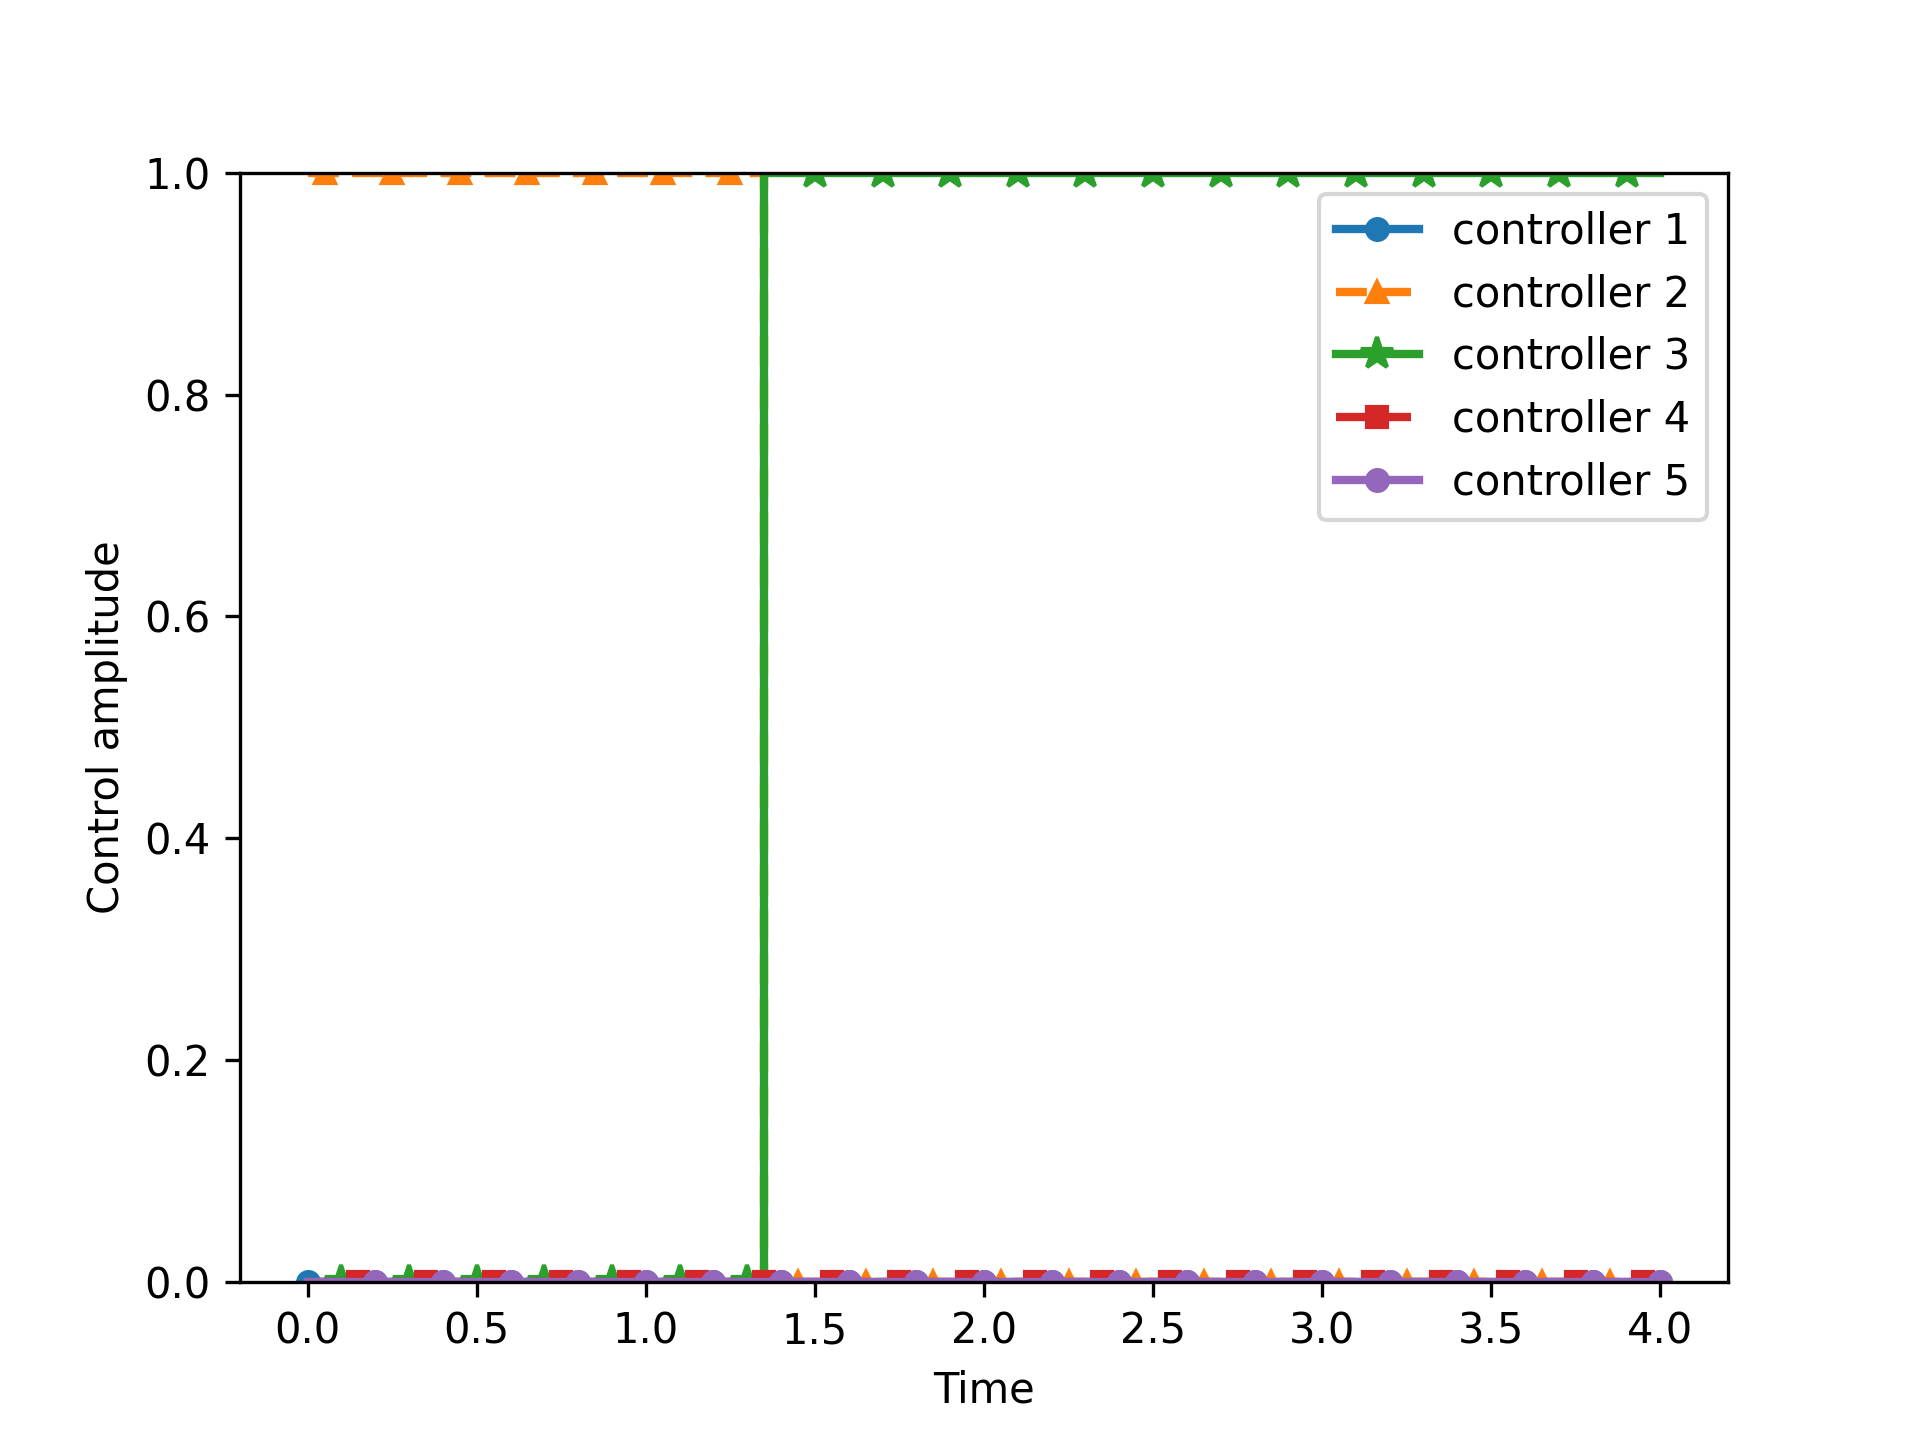 1.0
0.8
0.6
0.4
0.2
0.0
Control amplitude
controller 1
controller 2
controller 3
controller 4
controller 5
0.0 0.5 1.0 1.5 2.0 2.5 3.0 3.5 4.0
Time